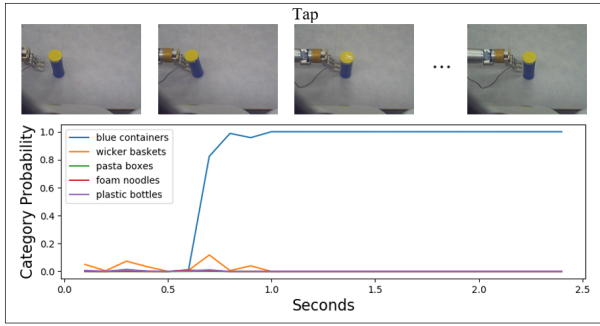 Tap
...
Category Probability
1.0
0.8
0.6
0.4
0.2
0.0
blue containers
wicker baskets
pasta boxes
foam noodles
plastic bottles
0.0 0.5 1.0 1.5 2.0 2.5
Seconds